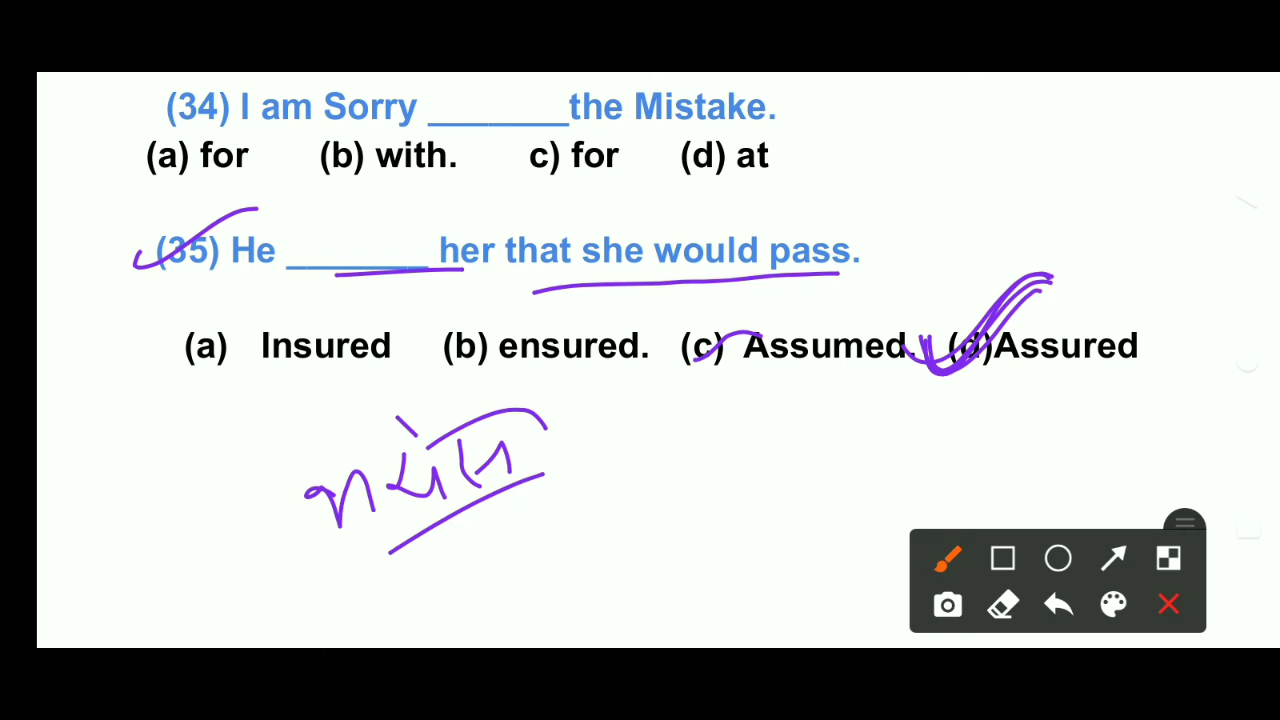 (34) I am Sorry _______the Mistake.
(a) for (b) with. c) for (d) at
(35) He _______ her that she would pass.
(a) Insured (b) ensured. (c) Assumed. (d)Assured